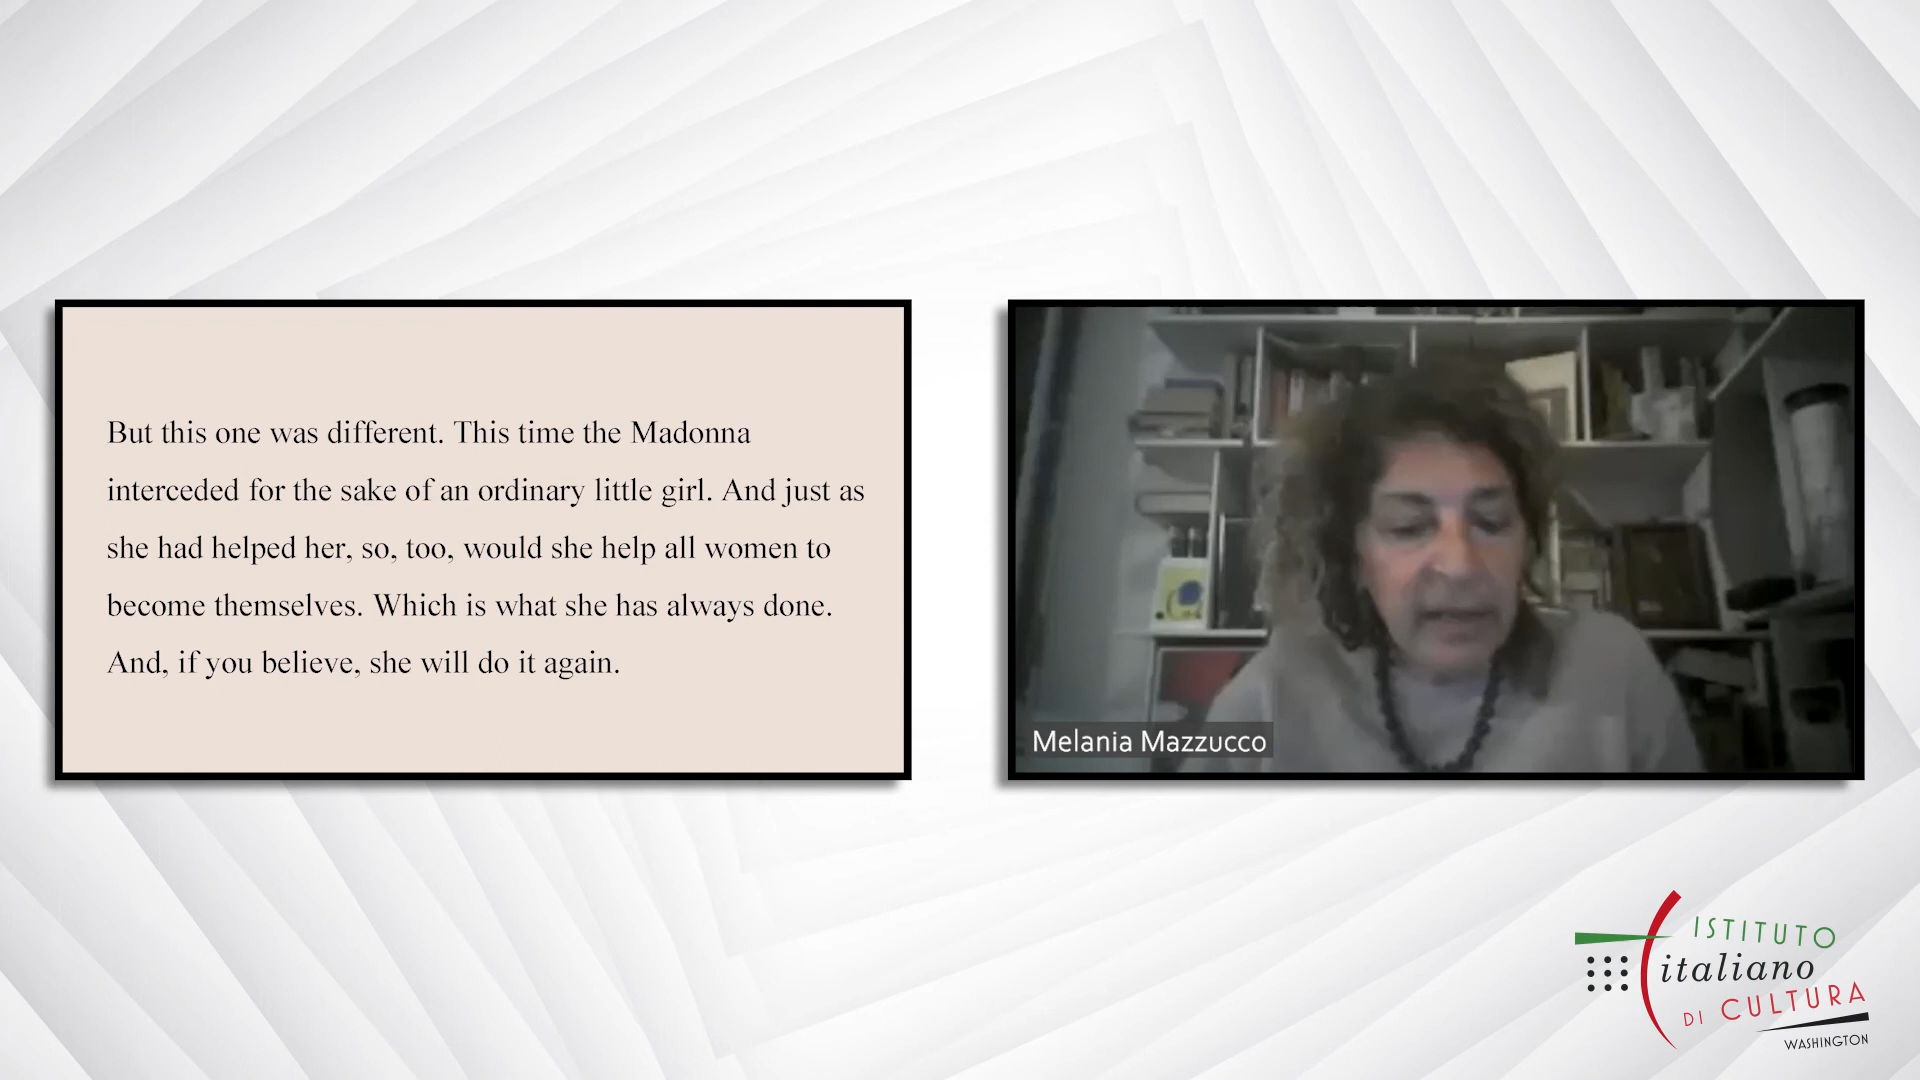 But this one was different. This time the Madonna
interceded for the sake of an ordinary little girl. And just as
she had helped her, so, too, would she help all women to
become themselves. Which is what she has always done.
And, if you believe, she will do it again.
Melania Mazzucco
ISTITUTO
italiano
DI CULTURA
WASHINGTON